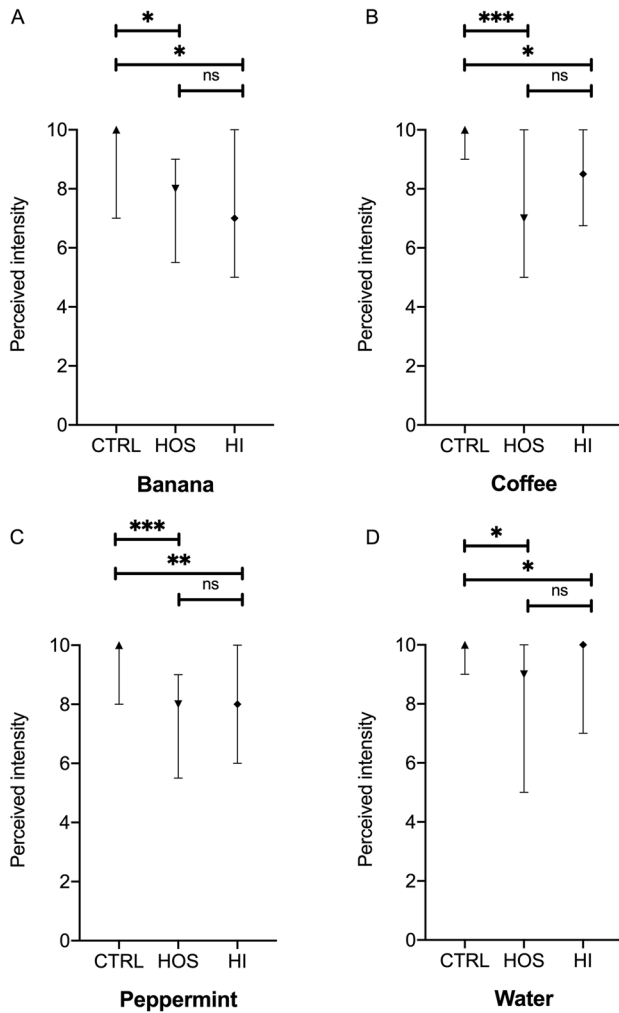 A
*
*
ns
Perceived intensity
10
8
6
4
2
0
CTRL HOS HI
Banana
B
***
*
ns
Perceived intensity
10
8
6
4
2
0
CTRL HOS HI
Coffee
C
***
**
ns
Perceived intensity
10
8
6
4
2
0
CTRL HOS HI
Peppermint
D
*
*
ns
Perceived intensity
10
8
6
4
2
0
CTRL HOS HI
Water